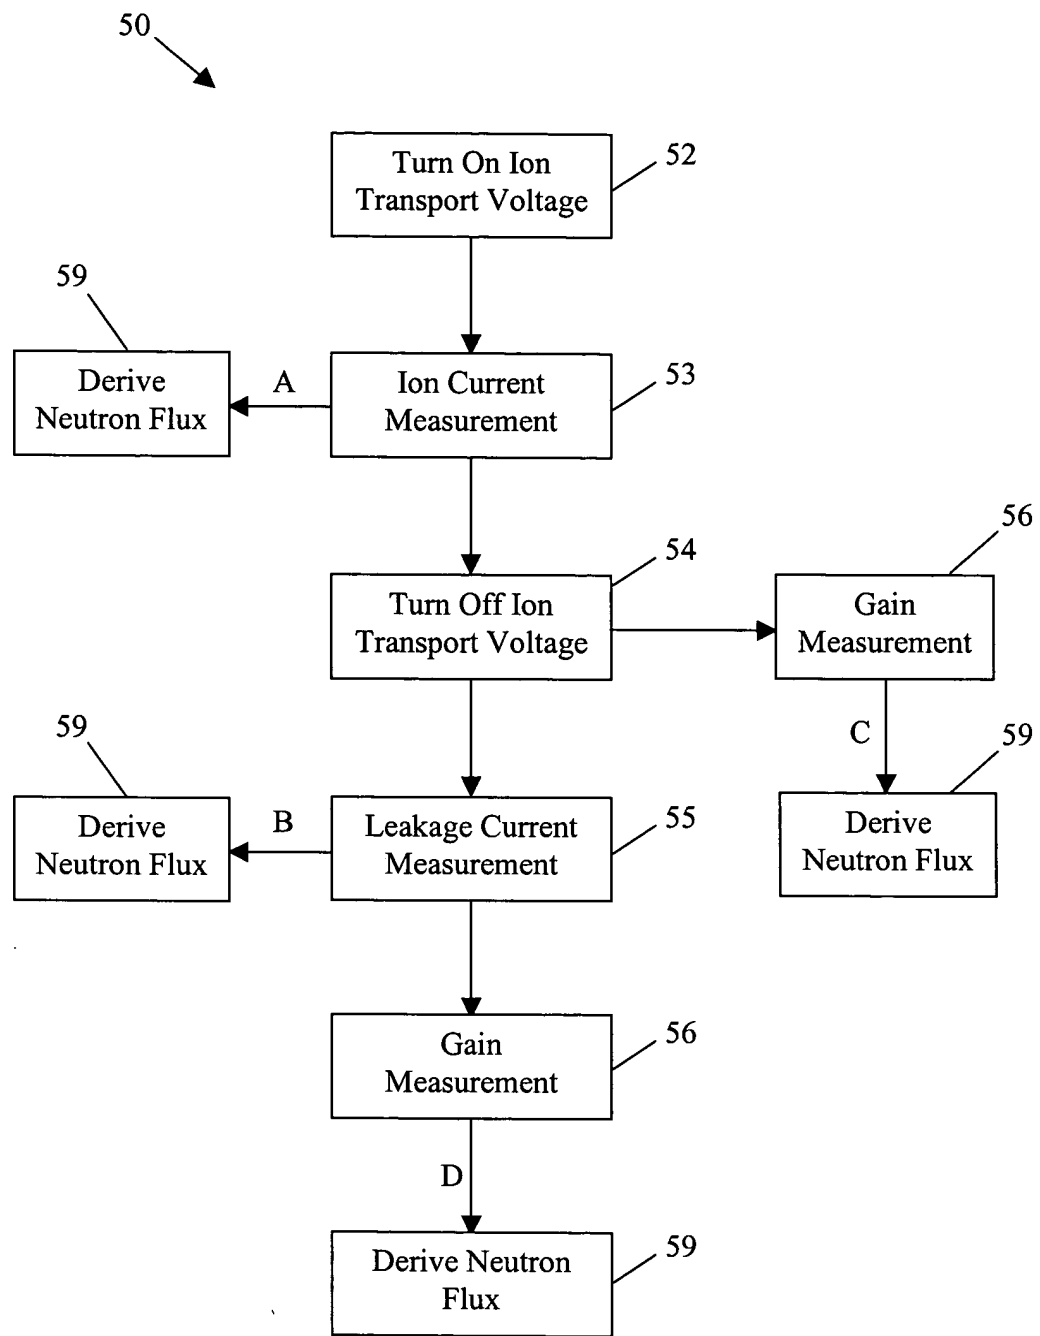 50
Turn On Ion
Transport Voltage
52
59
Derive
Neutron Flux
A
Ion Current
Measurement
53
54
Turn Off Ion
Transport Voltage
56
Gain
Measurement
59
Derive
Neutron Flux
B
Leakage Current
Measurement
55
C
59
Derive
Neutron Flux
Gain
Measurement
56
D
Derive Neutron
Flux
59